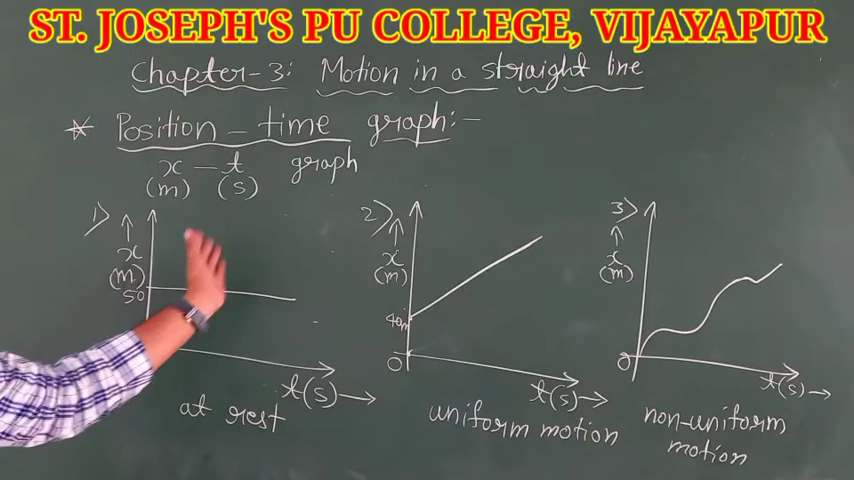 ST. JOSEPH'S PU COLLEGE, VIJAYAPUR
Chapter-3: Motion in a straight line
* Position - time graph:-
x - t graph
(m) (s)
1)
x
(m)
50
t(s)
at rest
2)
x
(m)
40m
0
t(s)
uniform motion
3)
x
(m)
0
t(s)
non-uniform
motion